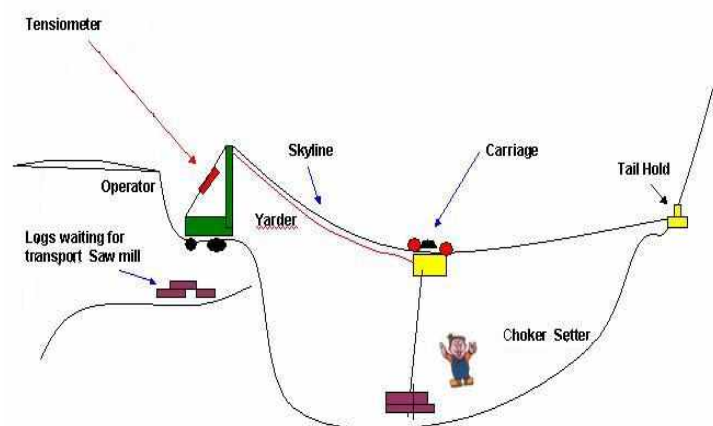 Tensiometer
Skyline
Carriage
Tail Hold
Operator
Yarder
Logs waiting for
transport Saw mill
Choker Setter